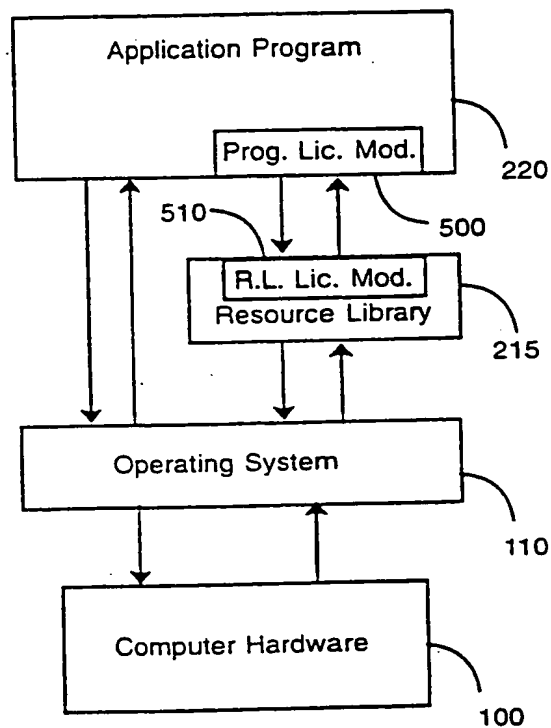 Application Program
Prog. Lic. Mod.
220
510
500
R.L. Lic. Mod.
Resource Library
215
Operating System
110
Computer Hardware
100